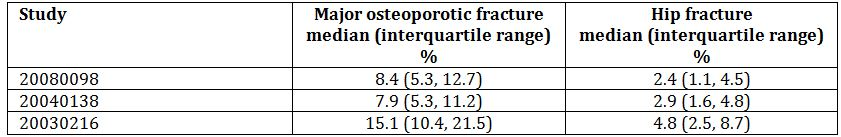 Study Major osteoporotic fracture Hip fracture
median (interquartile range) median (interquartile range)
% %
20080098 8.4 (5.3, 12.7) 2.4 (1.1, 4.5)
20040138 7.9 (5.3, 11.2) 2.9 (1.6, 4.8)
20030216 15.1 (10.4, 21.5) 4.8 (2.5, 8.7)